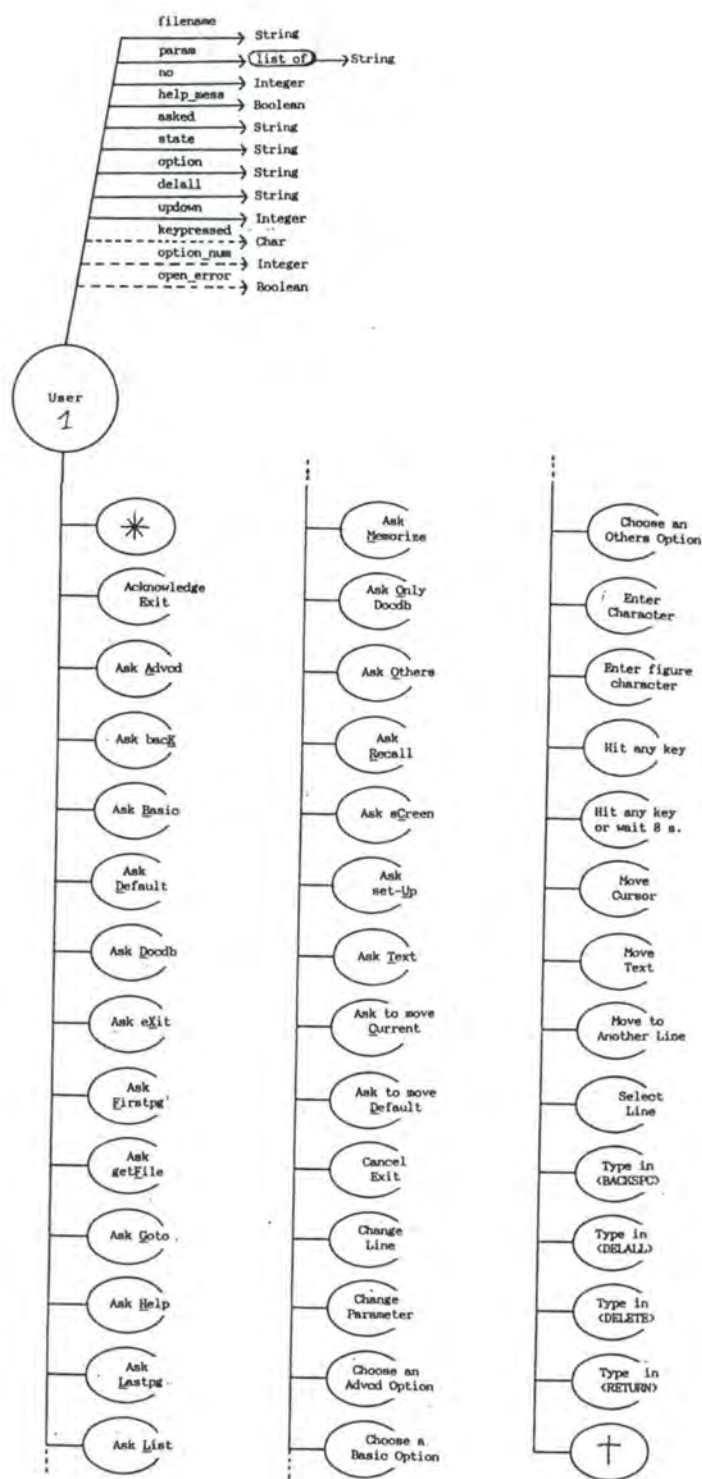 filename
String
param
list of
String
no
Integer
help_mess
Boolean
asked
String
state
String
option
String
delall
String
updown
Integer
keypressed
Char
option_num
Integer
open_error
Boolean
User
1
Acknowledge
Exit
Ask Advcd
Ask bacK
Ask Basic
Ask
Default
Ask Docdb
Ask eXit
Ask
Firstpg'
Ask
getFile
Ask Goto
Ask Help
Ask
Lastpg
Ask List
Ask
Memorize
Ask Only
Docdb
Ask Others
Ask
Recall
Ask sCreen
Ask
set-Up
Ask Text
Ask to move
Current
Ask to move
Default
Cancel
Exit
Change
Line
Change
Parameter
Choose an
Advcd Option
Choose a
Basic Option
Choose an
Others Option
Enter
Character
Enter figure
character
Hit any key
Hit any key
or wait 8 s.
Move
Cursor
Move
Text
Move to
Another Line
Select
Line
Type in
<BACKSPC>
Type in
<DELALL>
Type in
<DELETE>
Type in
<RETURN>